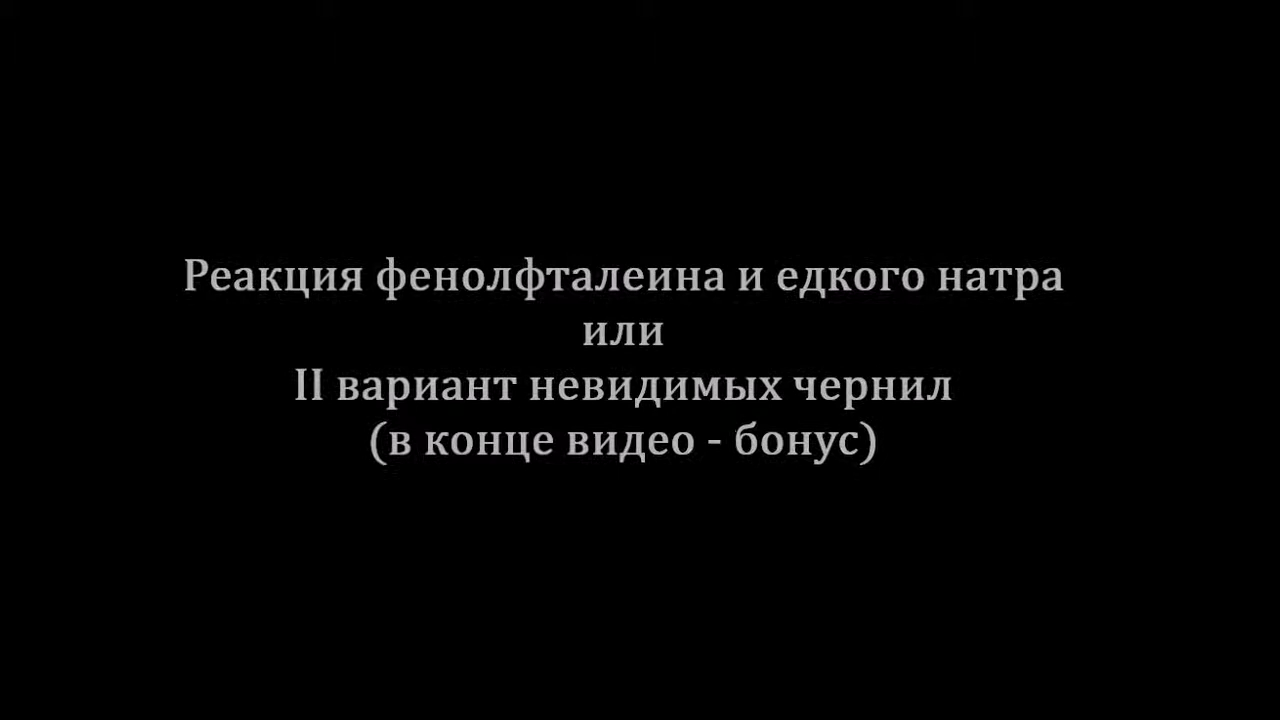 Реакция фенолфталеина и едкого натра
или
II вариант невидимых чернил
(в конце видео - бонус)